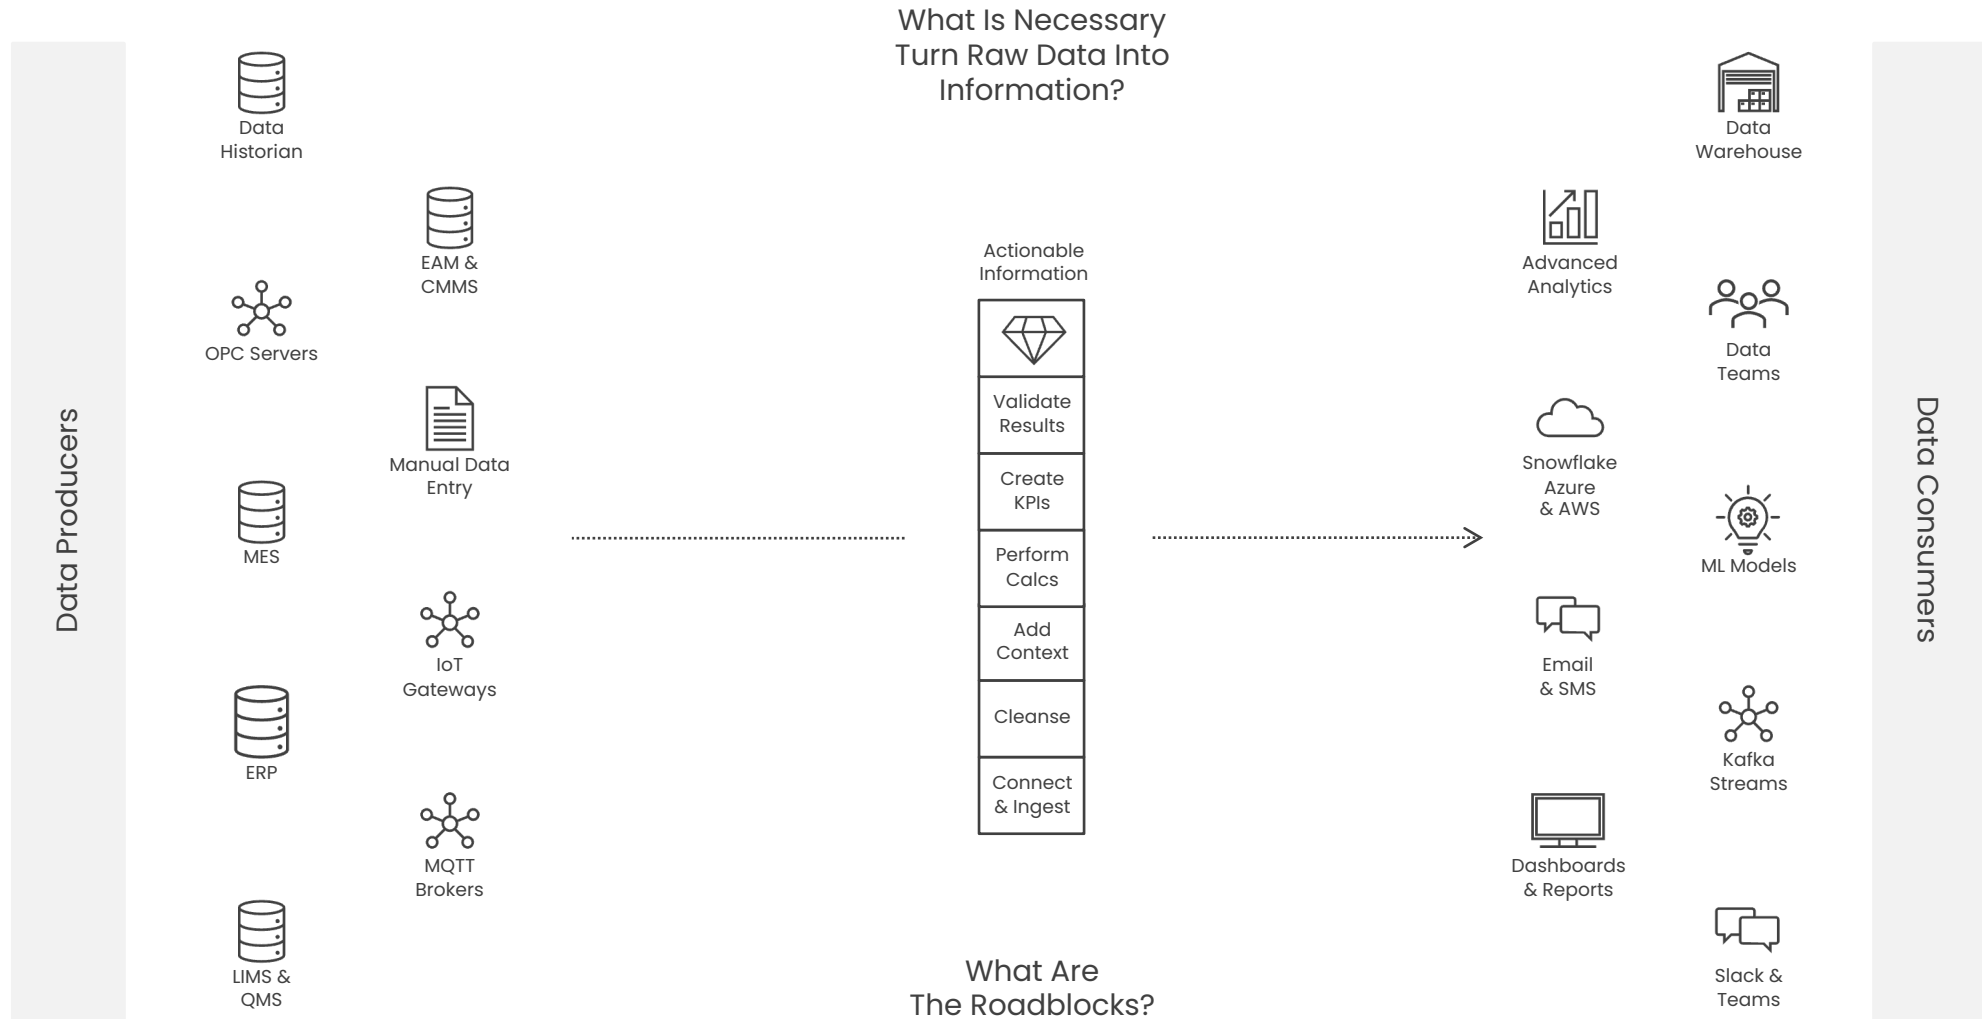 What Is Necessary
Turn Raw Data Into
Information?
Data Producers
Data
Historian
EAM &
CMMS
OPC Servers
Manual Data
Entry
MES
IoT
Gateways
ERP
MQTT
Brokers
LIMS &
QMS
Actionable
Information
Validate
Results
Create
KPIs
Perform
Calcs
Add
Context
Cleanse
Connect
& Ingest
What Are
The Roadblocks?
Data
Warehouse
Advanced
Analytics
Data
Teams
Snowflake
Azure
& AWS
ML Models
Email
& SMS
Kafka
Streams
Dashboards
& Reports
Slack &
Teams
Data Consumers